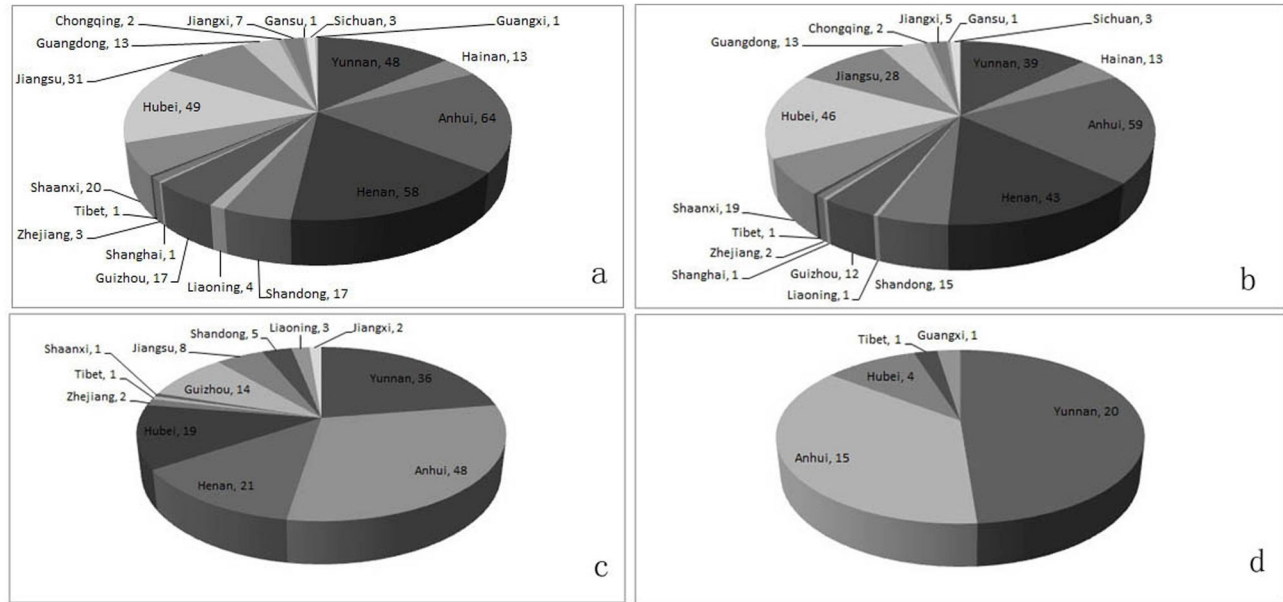 Chongqing, 2
Jiangxi, 7
Gansu, 1
Sichuan, 3
Guangxi, 1
Guangdong, 13
Yunnan, 48
Hainan, 13
Jiangsu, 31
Hubei, 49
Anhui, 64
Henan, 58
Shaanxi, 20
Tibet, 1
Zhejiang, 3
Shanghai, 1
Guizhou, 17
Liaoning, 4
Shandong, 17
a
Jiangxi, 5
Gansu, 1
Sichuan, 3
Chongqing, 2
Guangdong, 13
Yunnan, 39
Hainan, 13
Jiangsu, 28
Hubei, 46
Anhui, 59
Henan, 43
Shaanxi, 19
Tibet, 1
Zhejiang, 2
Shanghai, 1
Guizhou, 12
Liaoning, 1
Shandong, 15
b
Liaoning, 3
Jiangxi, 2
Shandong, 5
Jiangsu, 8
Shaanxi, 1
Yunnan, 36
Tibet, 1
Guizhou, 14
Zhejiang, 2
Hubei, 19
Anhui, 48
Henan, 21
c
Tibet, 1
Guangxi, 1
Hubei, 4
Yunnan, 20
Anhui, 15
d